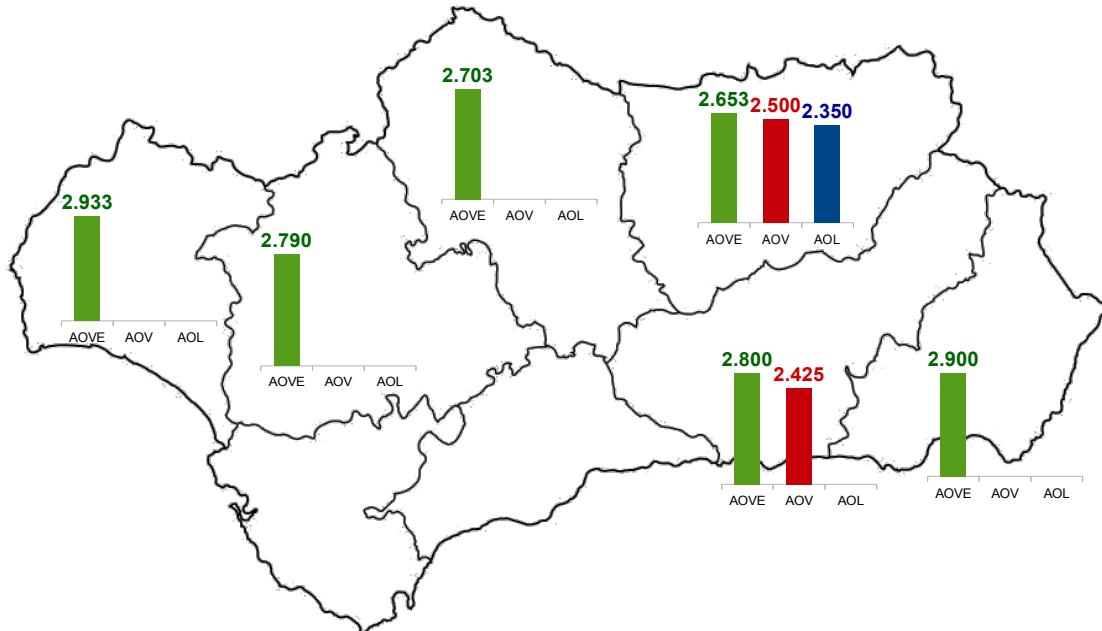 2.703
AOVE AOV AOL
2.653 2.500 2.350
AOVE AOV AOL
2.933
AOVE AOV AOL
2.790
AOVE AOV AOL
2.800 2.425
AOVE AOV AOL
2.900
AOVE AOV AOL